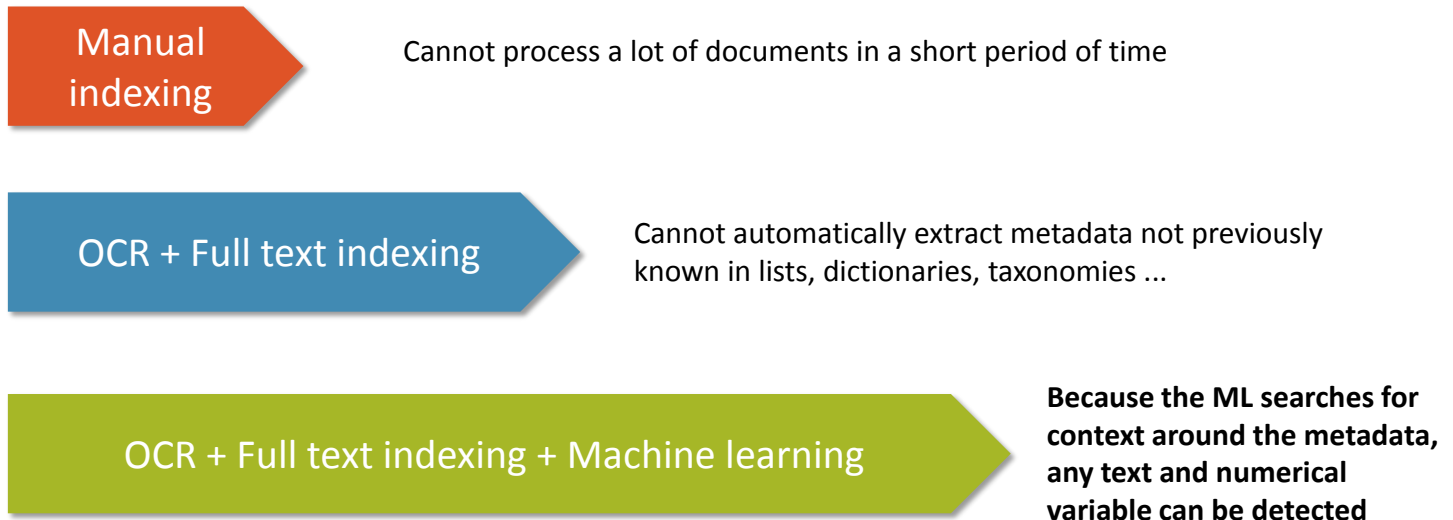 Manual
indexing
Cannot process a lot of documents in a short period of time
OCR + Full text indexing
Cannot automatically extract metadata not previously
known in lists, dictionaries, taxonomies ...
OCR + Full text indexing + Machine learning
Because the ML searches for
context around the metadata,
any text and numerical
variable can be detected